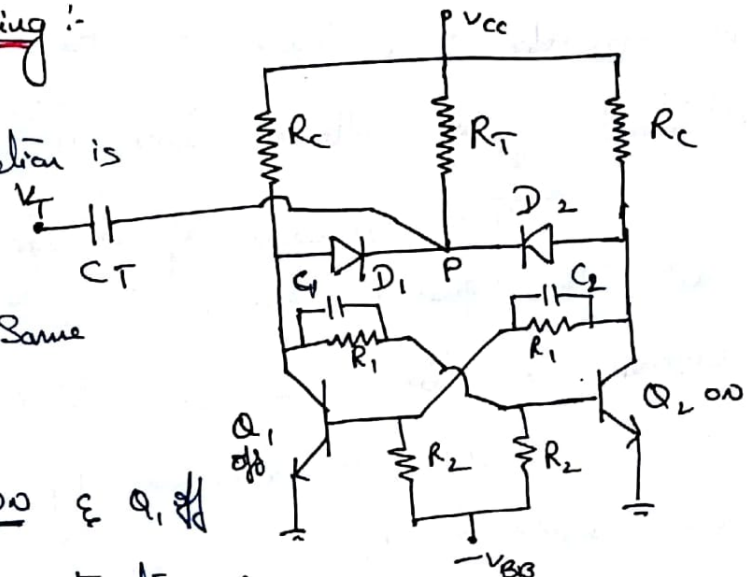 ing :-
VCC
RC
RT
RC
ction is
VT
CT
D2
D1
P
C1
C2
R1
R1
Same
Q1
off
Q2 ON
R2
R2
ON & Q1 off
-VBB